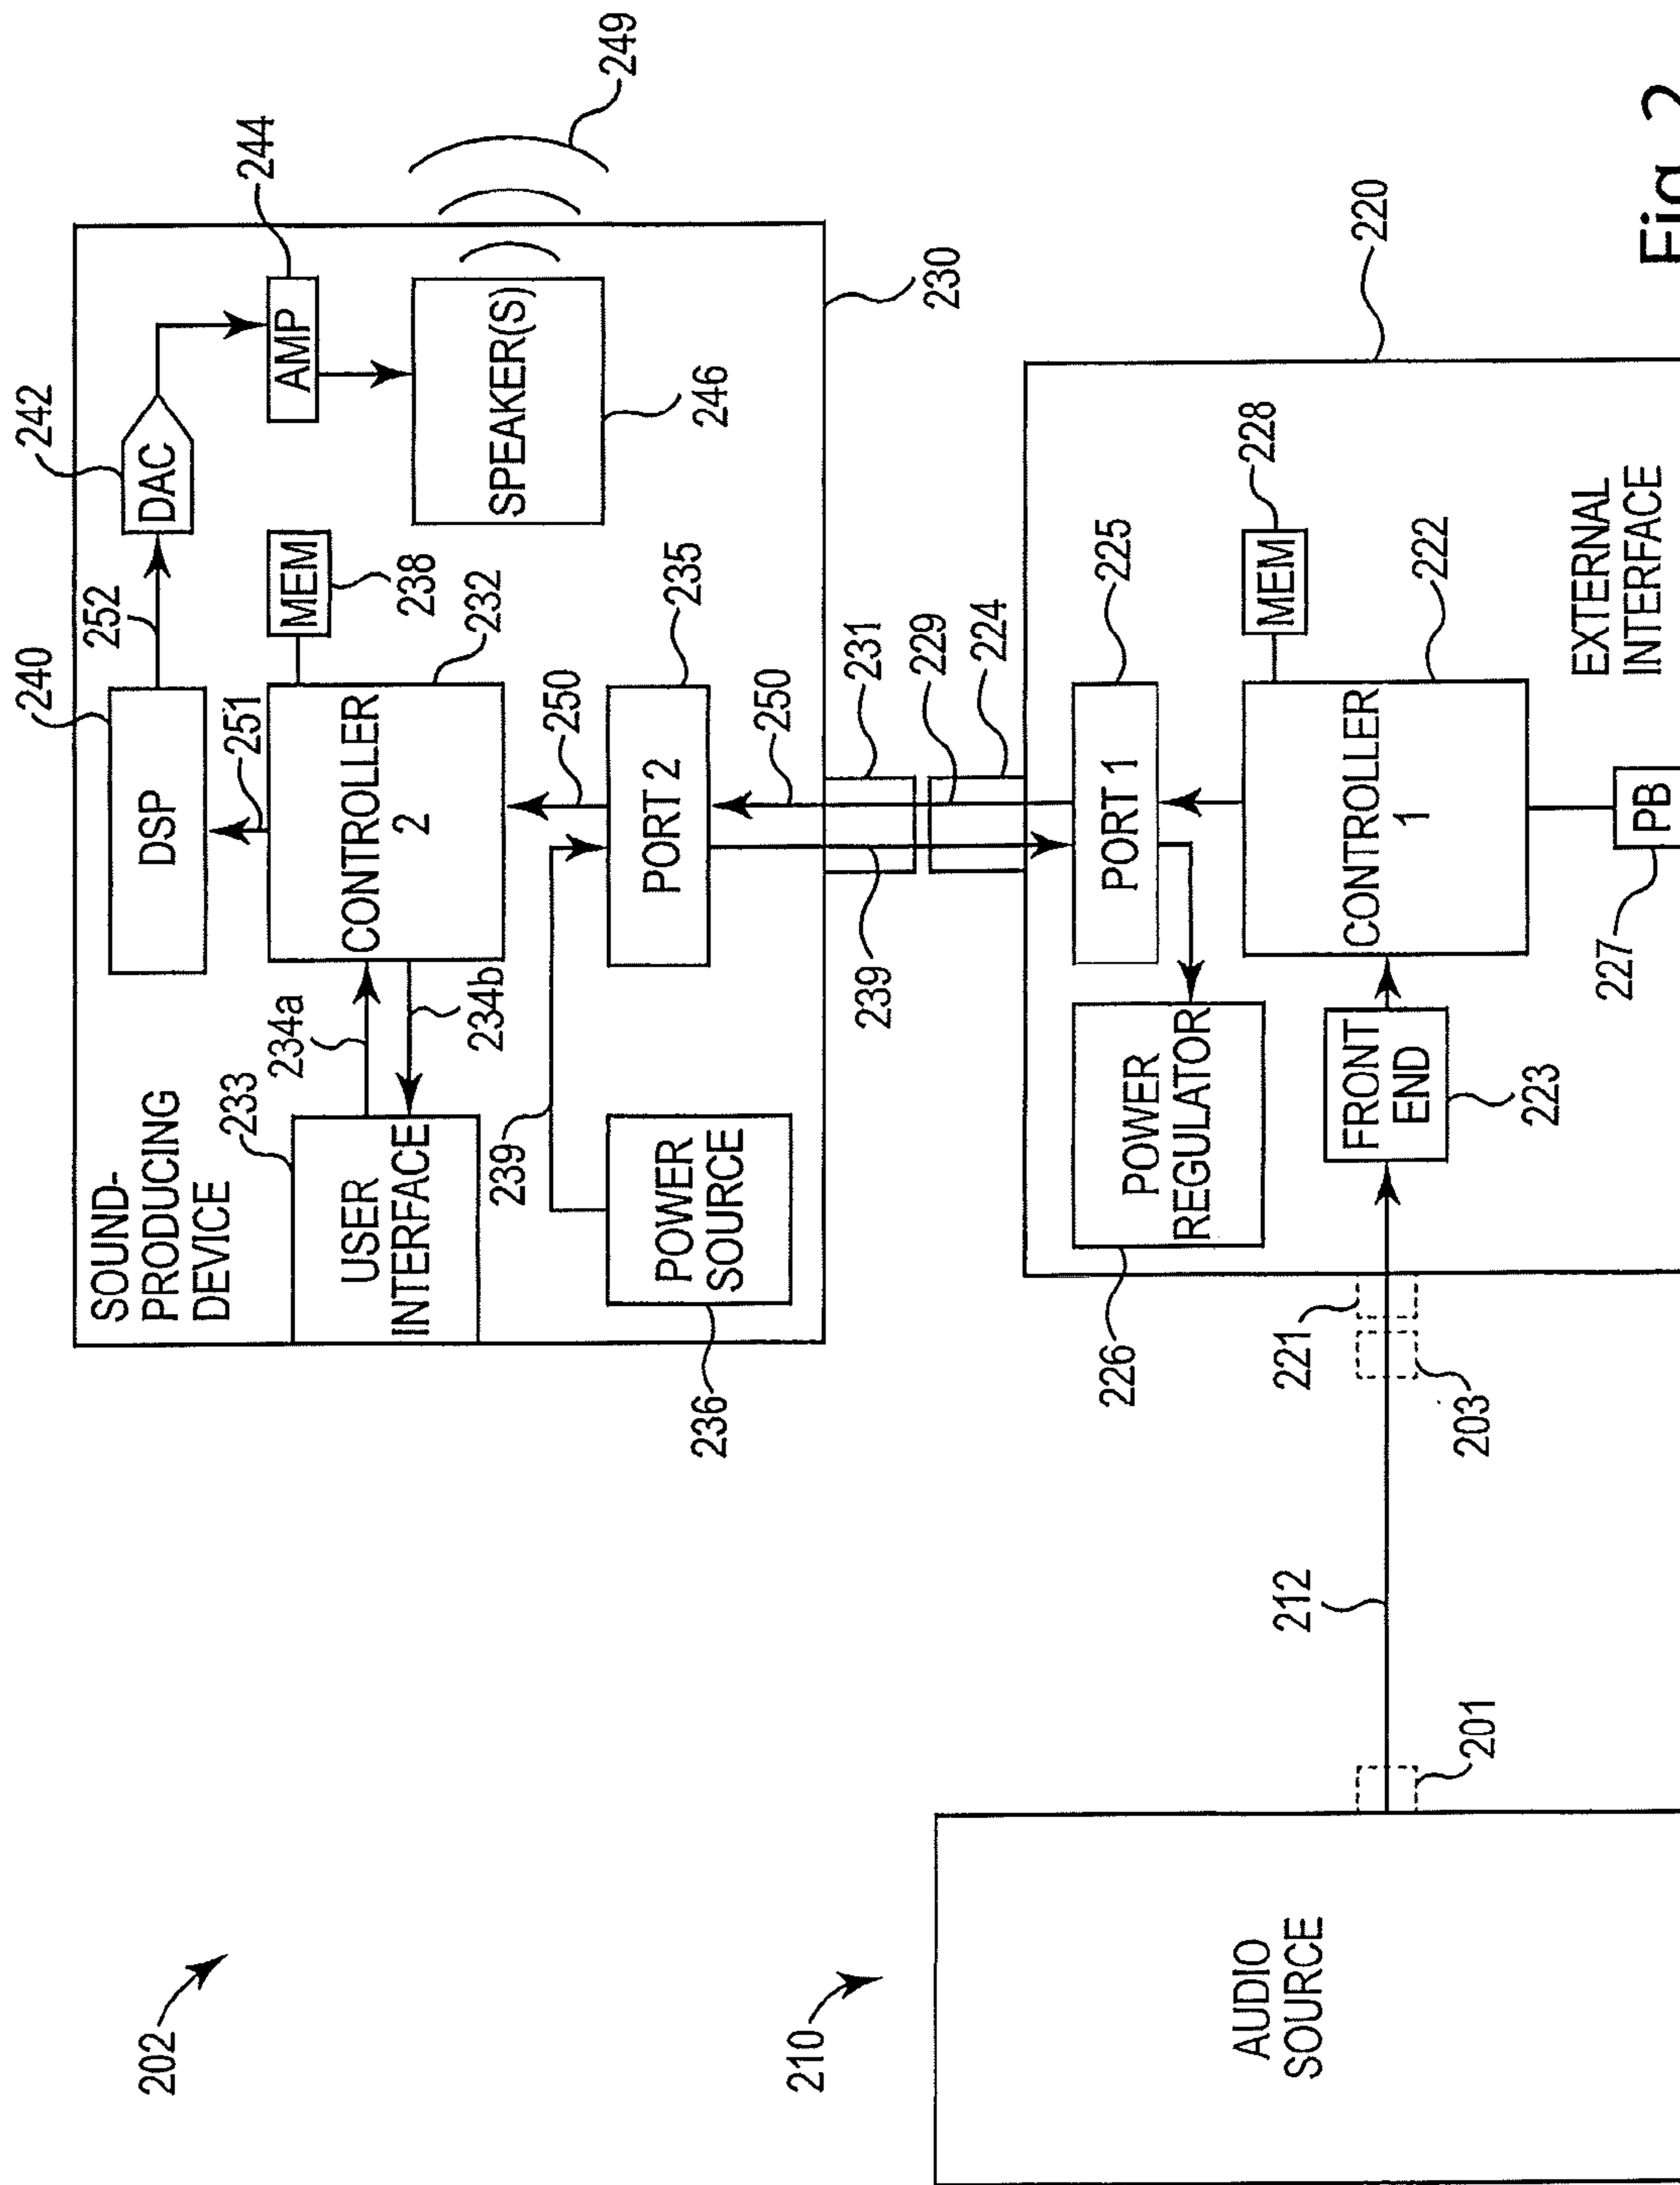 202
210
AUDIO
SOURCE
201
212
203
221
SOUND-
PRODUCING
DEVICE
233
USER
INTERFACE
234a
234b
POWER
SOURCE
236
239
239
240
DSP
251
252
DAC
242
AMP
244
SPEAKER(S)
246
249
CONTROLLER
2
232
MEM
238
250
PORT 2
235
250
231
229
224
230
PORT 1
225
POWER
REGULATOR
226
FRONT
END
223
CONTROLLER
1
222
MEM
228
PB
227
EXTERNAL
INTERFACE
220
Fig. 2